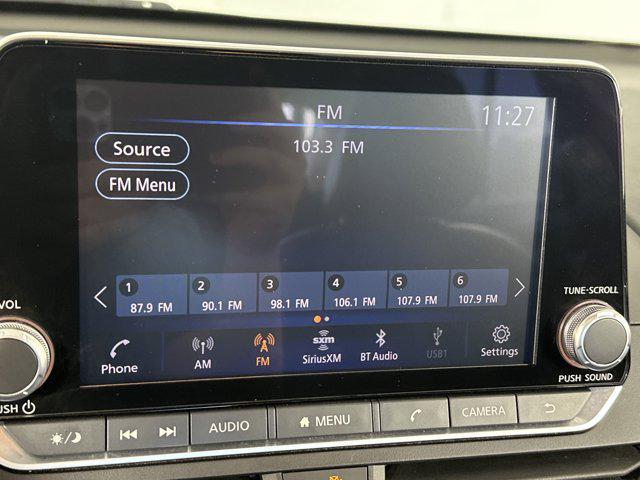 FM
11:27
Source
103.3 FM
FM Menu
1 2 3 4 5 6
87.9 FM 90.1 FM 98.1 FM 106.1 FM 107.9 FM 107.9 FM
Phone AM FM sxm SiriusXM BT Audio USB1 Settings
VOL
TUNE·SCROLL
PUSH
PUSH SOUND
AUDIO MENU CAMERA